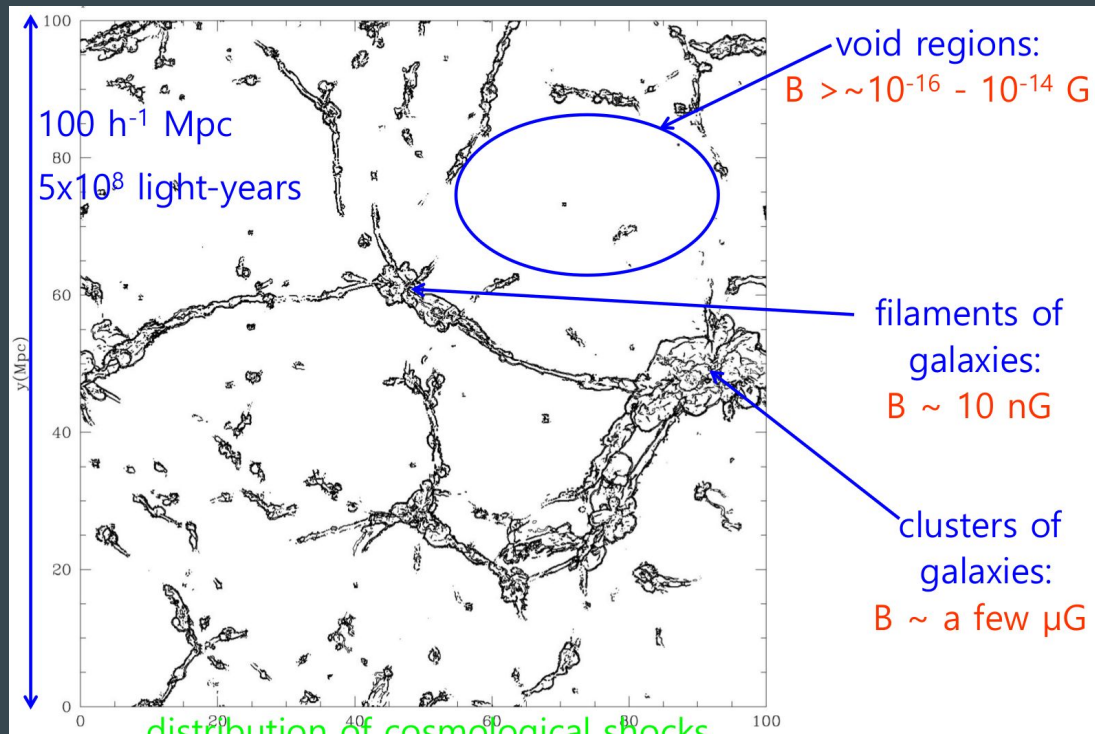 100
80
60
40
20
0
y(Mpc)
0
20
40
60
80
100
100 h⁻¹ Mpc
5x10⁸ light-years
void regions:
B >~10⁻¹⁶ - 10⁻¹⁴ G
filaments of
galaxies:
B ~ 10 nG
clusters of
galaxies:
B ~ a few μG
distribution of cosmological shocks